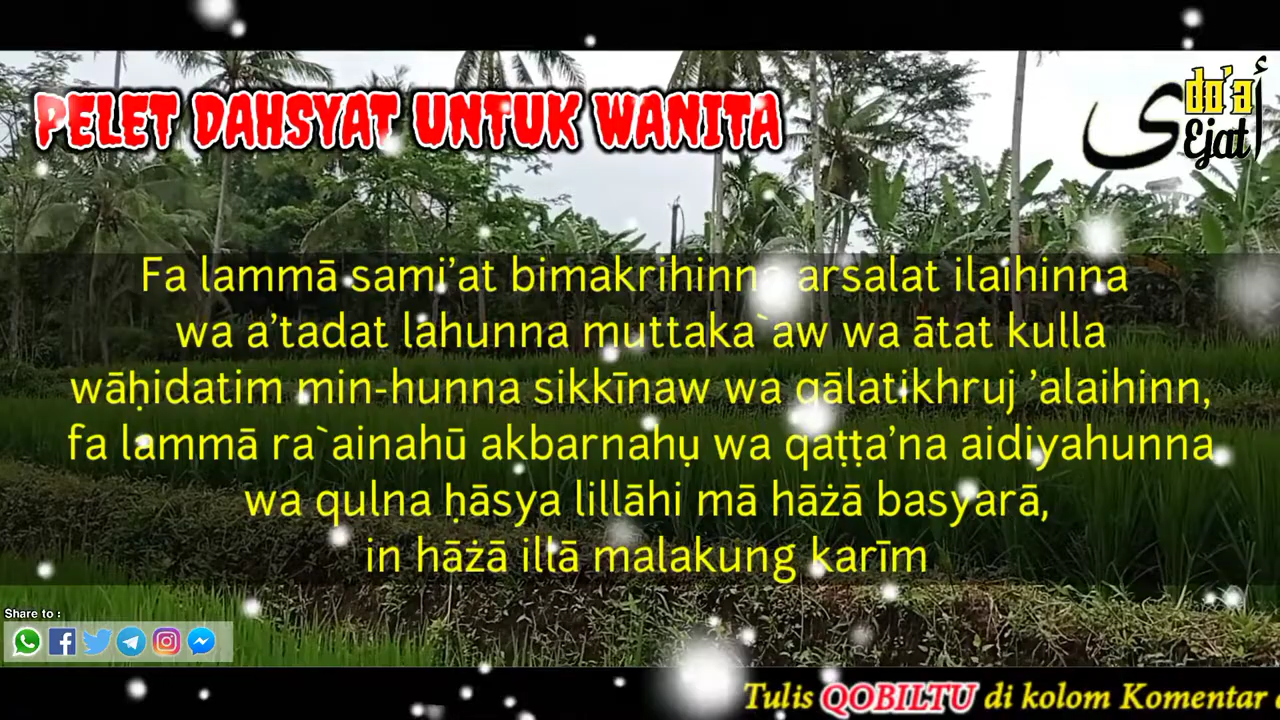 PELET DAHSYAT UNTUK WANITA
أ
do'a
Ejat
ى
Fa lammā sami’at bimakrihinna arsalat ilaihinna
wa a’tadat lahunna muttaka`aw wa ātat kulla
wāḥidatim min-hunna sikkīnaw wa qālatikhruj ’alaihinn,
fa lammā ra`ainahū akbarnahụ wa qaṭṭa’na aidiyahunna
wa qulna ḥāsya lillāhi mā hāżā basyarā,
in hāżā illā malakung karīm
Share to :
Tulis QOBILTU di kolom Komentar